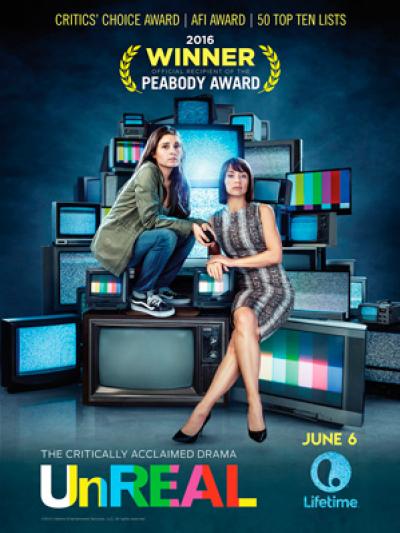 CRITICS' CHOICE AWARD | AFI AWARD | 50 TOP TEN LISTS
2016
WINNER
OFFICIAL RECIPIENT OF THE
PEABODY AWARD
THE CRITICALLY ACCLAIMED DRAMA
UnREAL
JUNE 6
Lifetime